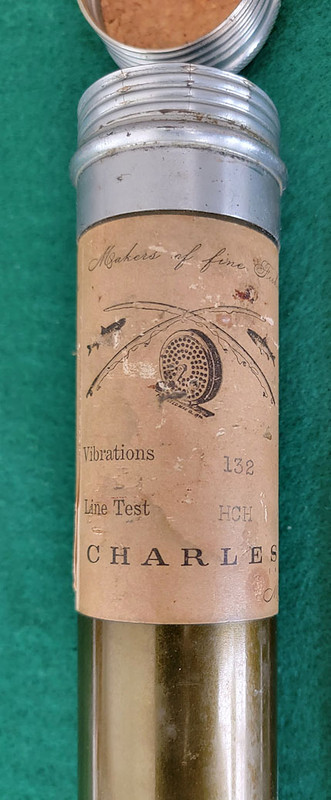 Makers of fine
Vibrations 132
Line Test HCH
CHARLES